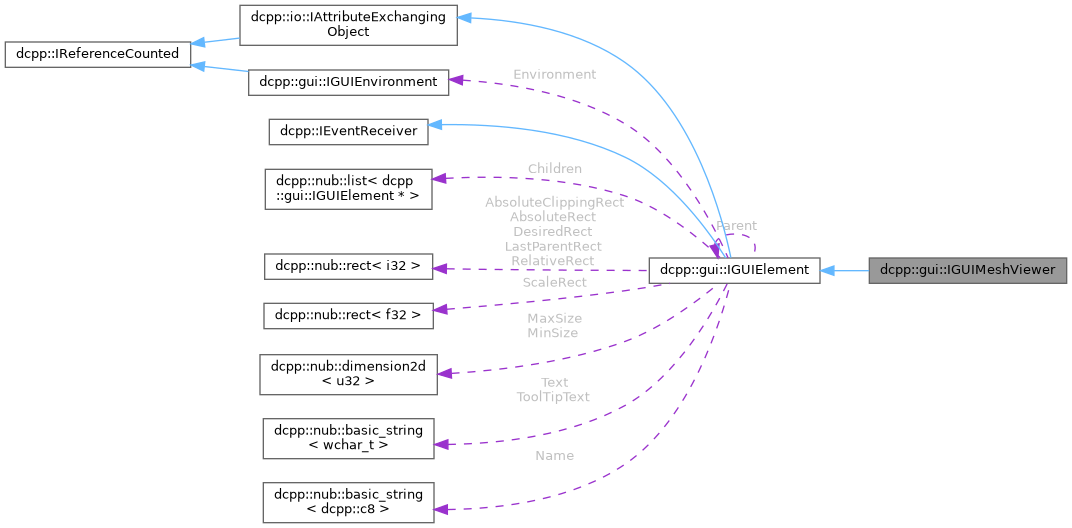 dcpp::io::IAttributeExchanging
Object
dcpp::IReferenceCounted
dcpp::gui::IGUIEnvironment
Environment
dcpp::IEventReceiver
dcpp::nub::list< dcpp
::gui::IGUIElement * >
Children
AbsoluteClippingRect
AbsoluteRect
DesiredRect
LastParentRect
RelativeRect
Parent
dcpp::nub::rect< i32 >
dcpp::gui::IGUIElement
dcpp::gui::IGUIMeshViewer
ScaleRect
dcpp::nub::rect< f32 >
MaxSize
MinSize
dcpp::nub::dimension2d
< u32 >
Text
ToolTipText
dcpp::nub::basic_string
< wchar_t >
Name
dcpp::nub::basic_string
< dcpp::c8 >